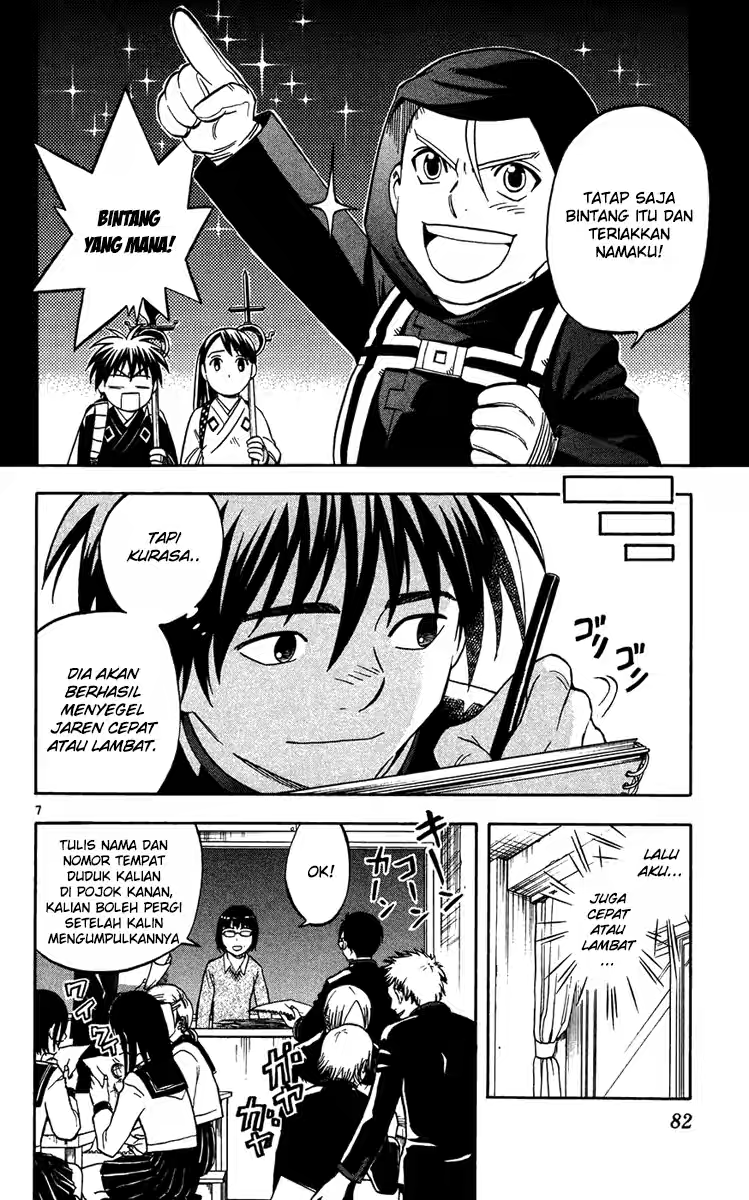 TATAP SAJA
BINTANG ITU DAN
TERIAKKAN
NAMAKU!
BINTANG
YANG MANA!
TAPI
KURASA..
DIA AKAN
BERHASIL
MENYEGEL
JAREN CEPAT
ATAU LAMBAT.
ゴリ
ゴリ
7
LALU
AKU...
JUGA
CEPAT
ATAU
LAMBAT
...
OK!
TULIS NAMA DAN
NOMOR TEMPAT
DUDUK KALIAN
DI POJOK KANAN,
KALIAN BOLEH PERGI
SETELAH KALIN
MENGUMPULKANNYA
キーン
コーン
カーン
ワイ
ワイ
ガヤ
ガヤ
82